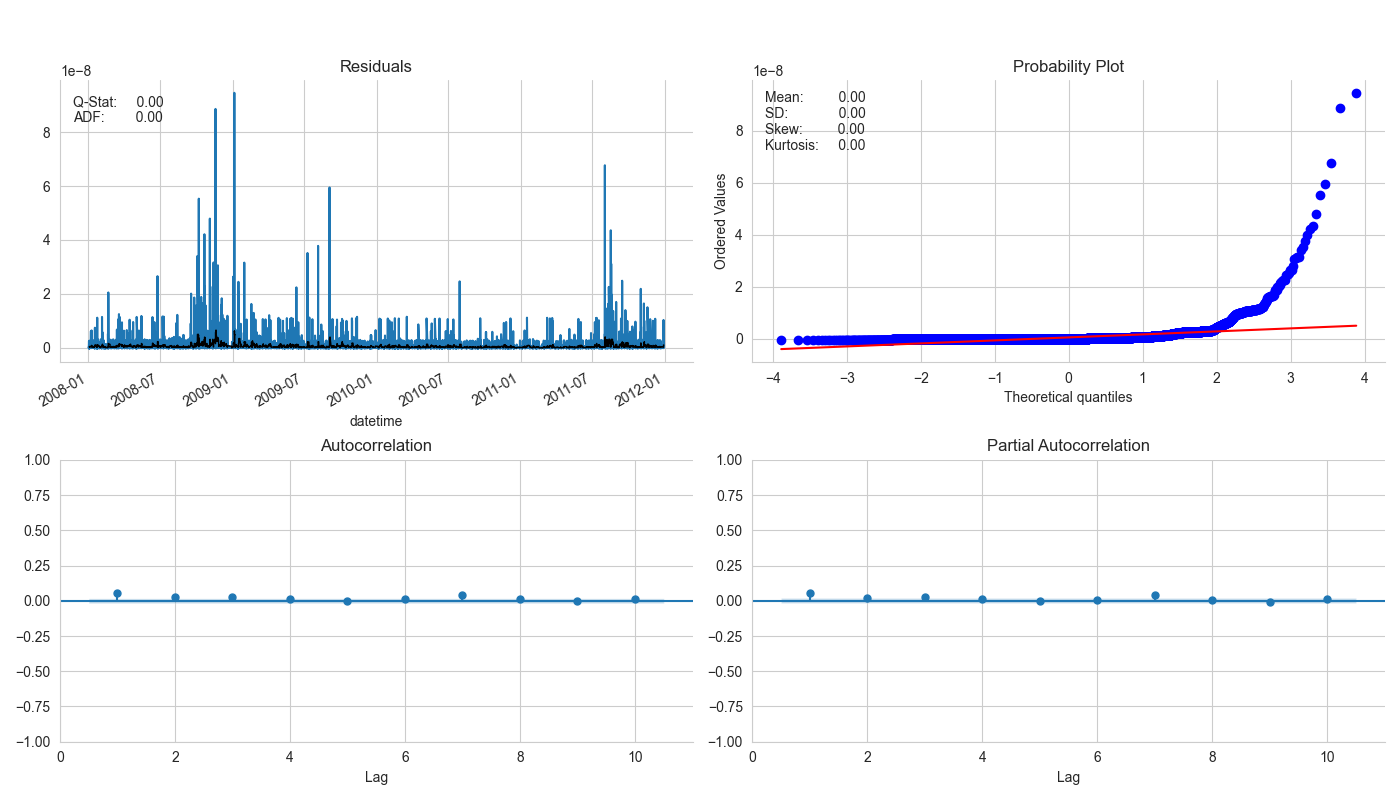 Residuals
1e−8
Q-Stat: 0.00
ADF: 0.00
8
6
4
2
0
2008-01
2008-07
2009-01
2009-07
2010-01
2010-07
2011-01
2011-07
2012-01
datetime
Probability Plot
1e−8
Mean: 0.00
SD: 0.00
Skew: 0.00
Kurtosis: 0.00
Ordered Values
8
6
4
2
0
−4 −3 −2 −1 0 1 2 3 4
Theoretical quantiles
Autocorrelation
1.00
0.75
0.50
0.25
0.00
−0.25
−0.50
−0.75
−1.00
0 2 4 6 8 10
Lag
Partial Autocorrelation
1.00
0.75
0.50
0.25
0.00
−0.25
−0.50
−0.75
−1.00
0 2 4 6 8 10
Lag